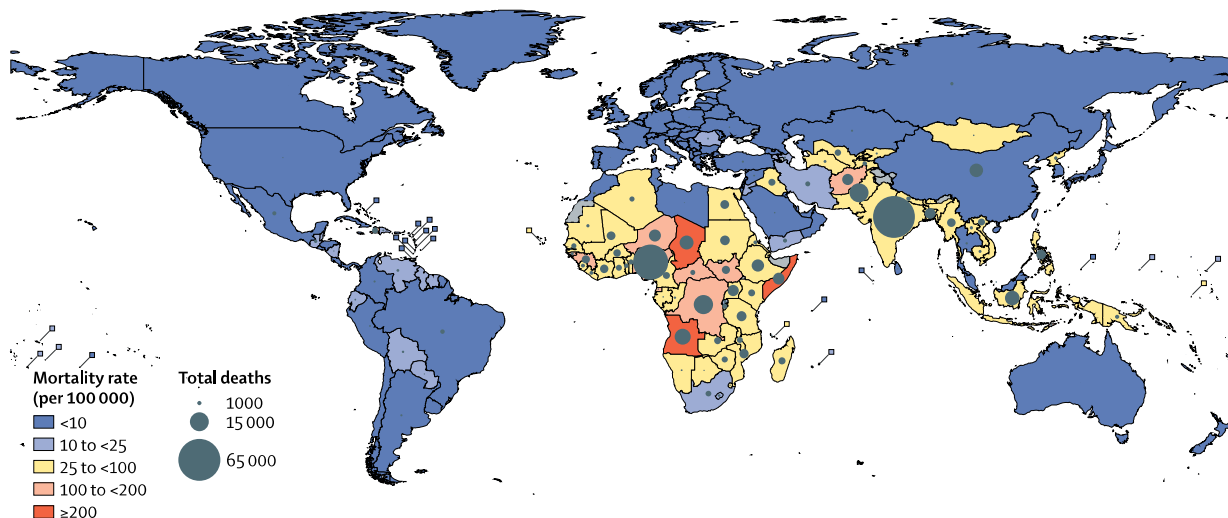 Mortality rate
(per 100 000)
<10
10 to <25
25 to <100
100 to <200
≥200
Total deaths
1000
15 000
65 000